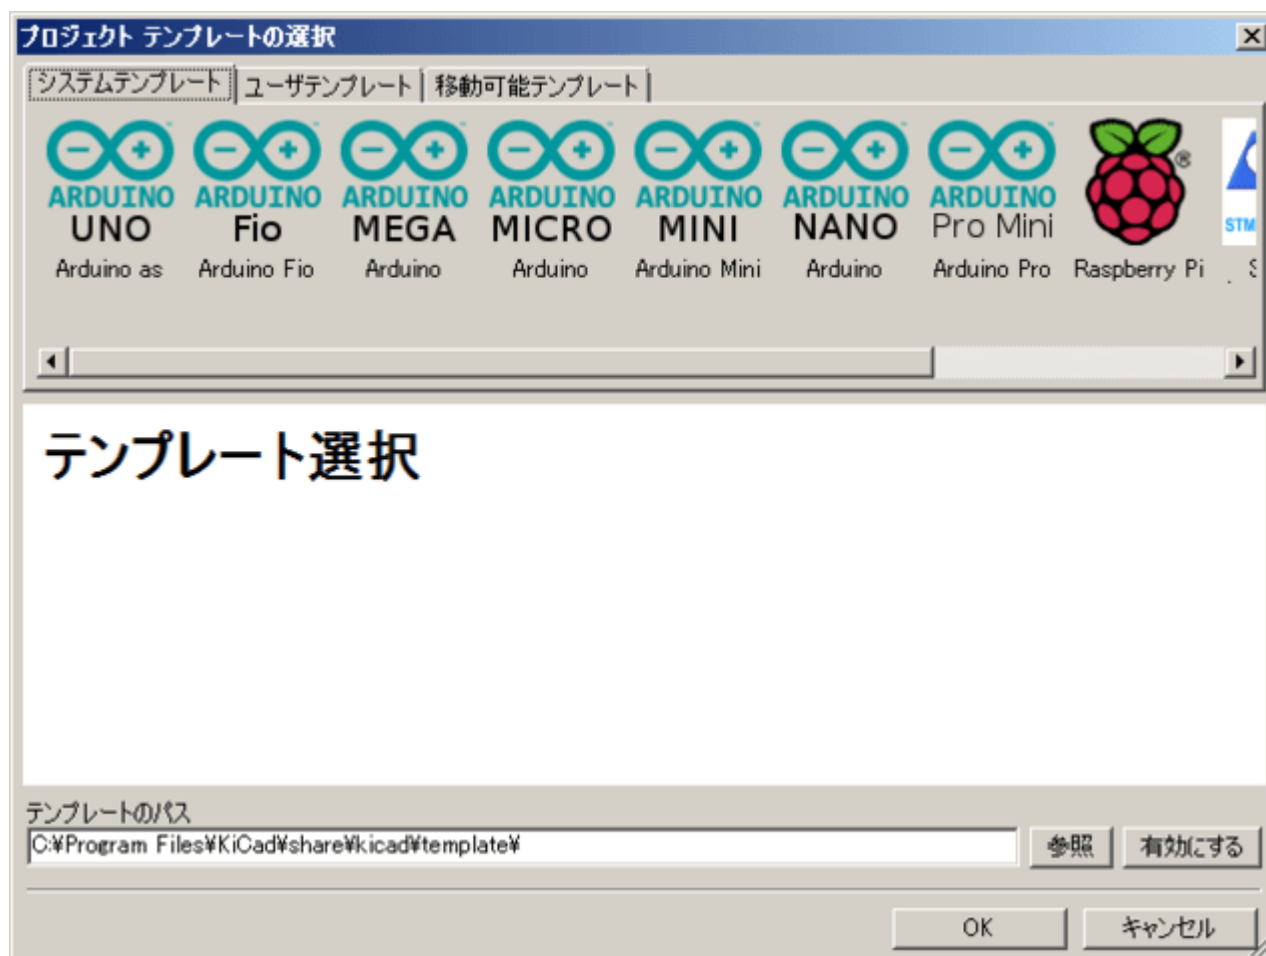 プロジェクト テンプレートの選択
システムテンプレート ユーザテンプレート 移動可能テンプレート
ARDUINO ARDUINO ARDUINO ARDUINO ARDUINO ARDUINO ARDUINO ®
UNO Fio MEGA MICRO MINI NANO Pro Mini STM
Arduino as Arduino Fio Arduino Arduino Arduino Mini Arduino Arduino Pro Raspberry Pi
テンプレート選択
テンプレートのパス
C:¥Program Files¥KiCad¥share¥kicad¥template¥ 参照 有効にする
OK キャンセル